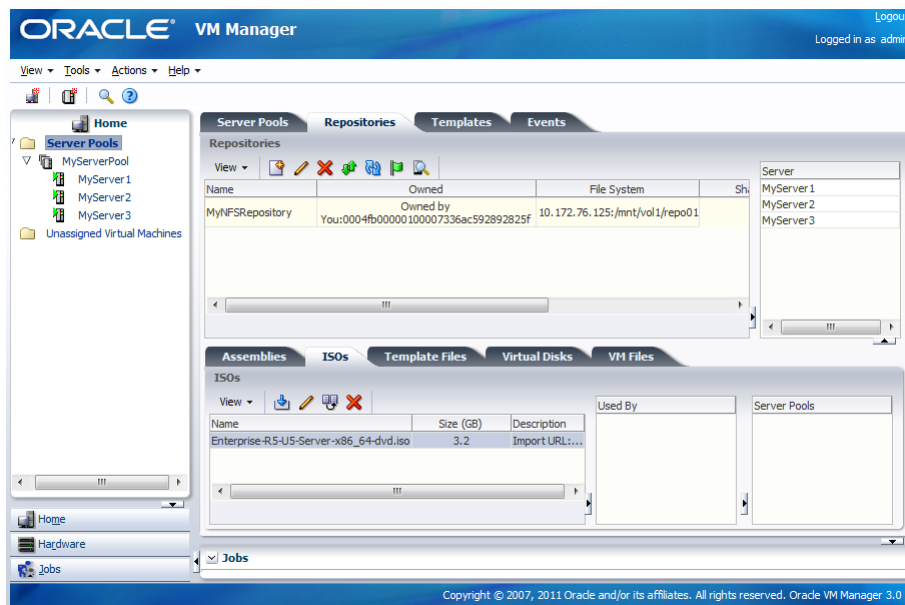 ORACLE® VM Manager
Logou
Logged in as admin
View Tools Actions Help
Home
Server Pools
MyServerPool
MyServer1
MyServer2
MyServer3
Unassigned Virtual Machines
Home
Hardware
Jobs
Server Pools Repositories Templates Events
Repositories
View
Name Owned File System Sha
MyNFSRepository Owned by You:0004fb00000100007336ac592892825f 10.172.76.125:/mnt/vol1/repo01
Server
MyServer1
MyServer2
MyServer3
Assemblies ISOs Template Files Virtual Disks VM Files
ISOs
View
Name Size (GB) Description
Enterprise-R5-U5-Server-x86_64-dvd.iso 3.2 Import URL:...
Used By
Server Pools
Jobs
Copyright © 2007, 2011 Oracle and/or its affiliates. All rights reserved. Oracle VM Manager 3.0